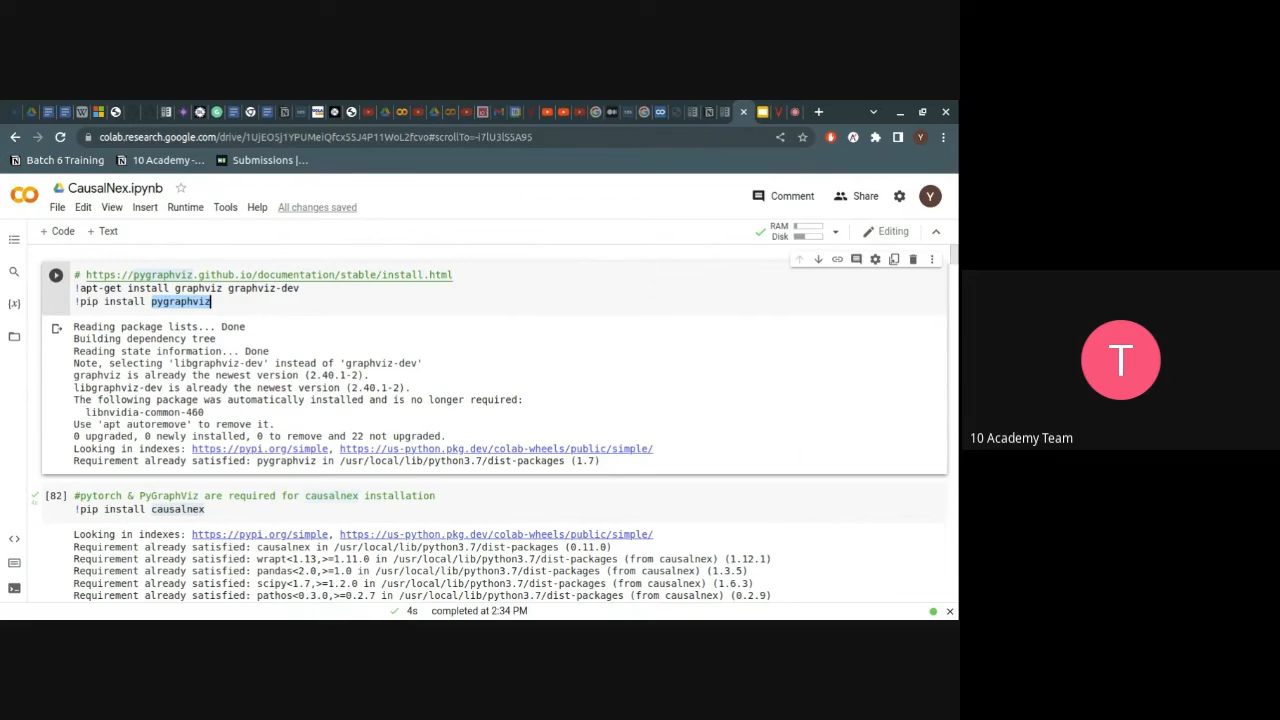 colab.research.google.com/drive/1UjEOSj1YPUMeiQfcx5SJ4P11WoL2fcvo#scrollTo=-i7lU3lSSA95
Batch 6 Training
10 Academy -...
Submissions |...
CausalNex.ipynb
File Edit View Insert Runtime Tools Help All changes saved
Comment Share Y
+ Code + Text
RAM
Disk
Editing
# https://pygraphviz.github.io/documentation/stable/install.html
!apt-get install graphviz graphviz-dev
!pip install pygraphviz
Reading package lists... Done
Building dependency tree
Reading state information... Done
Note, selecting 'libgraphviz-dev' instead of 'graphviz-dev'
graphviz is already the newest version (2.40.1-2).
libgraphviz-dev is already the newest version (2.40.1-2).
The following package was automatically installed and is no longer required:
libnvidia-common-460
Use 'apt autoremove' to remove it.
0 upgraded, 0 newly installed, 0 to remove and 22 not upgraded.
Looking in indexes: https://pypi.org/simple, https://us-python.pkg.dev/colab-wheels/public/simple/
Requirement already satisfied: pygraphviz in /usr/local/lib/python3.7/dist-packages (1.7)
[82] #pytorch & PyGraphViz are required for causalnex installation
4s
!pip install causalnex
Looking in indexes: https://pypi.org/simple, https://us-python.pkg.dev/colab-wheels/public/simple/
Requirement already satisfied: causalnex in /usr/local/lib/python3.7/dist-packages (0.11.0)
Requirement already satisfied: wrapt<1.13,>=1.11.0 in /usr/local/lib/python3.7/dist-packages (from causalnex) (1.12.1)
Requirement already satisfied: pandas<2.0,>=1.0 in /usr/local/lib/python3.7/dist-packages (from causalnex) (1.3.5)
Requirement already satisfied: scipy<1.7,>=1.2.0 in /usr/local/lib/python3.7/dist-packages (from causalnex) (1.6.3)
Requirement already satisfied: pathos<0.3.0,>=0.2.7 in /usr/local/lib/python3.7/dist-packages (from causalnex) (0.2.9)
4s completed at 2:34 PM
T
10 Academy Team